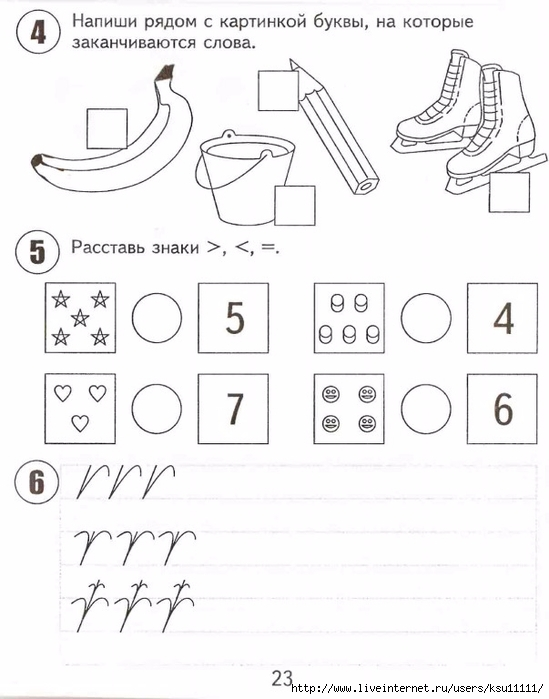 4
Напиши рядом с картинкой буквы, на которые
заканчиваются слова.
5
Расставь знаки >, <, =.
5
4
7
6
6
23
http://www.liveinternet.ru/users/ksu11111/